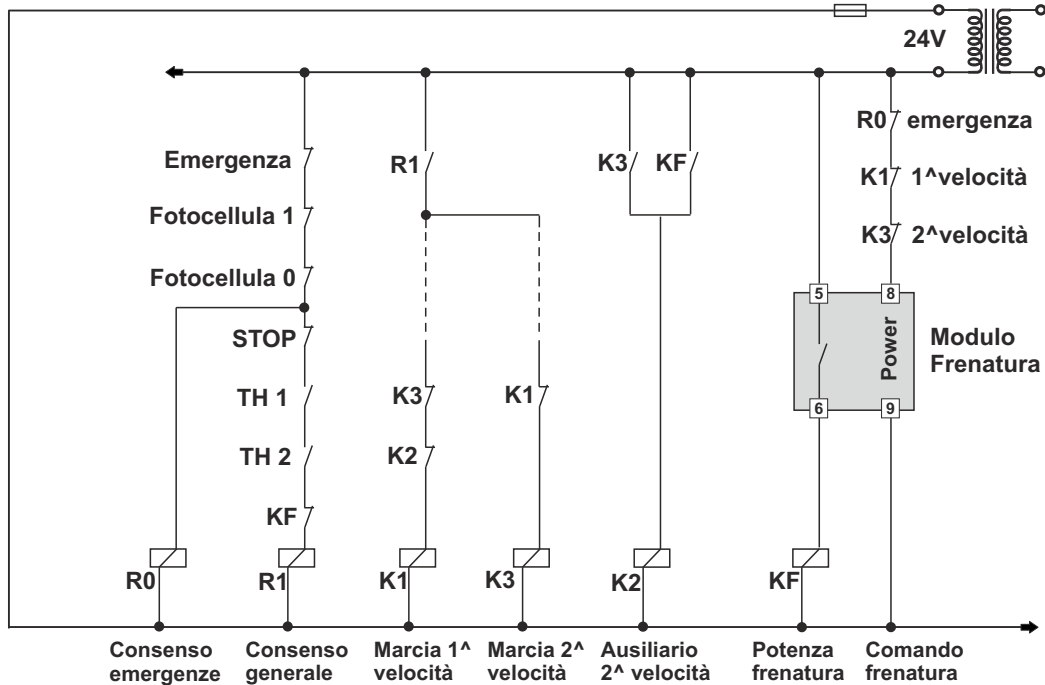 24V
R0 emergenza
Emergenza
R1
K3
KF
K1 1^velocità
Fotocellula 1
K3 2^velocità
Fotocellula 0
5
8
STOP
Power
Modulo
Frenatura
TH 1
K3
K1
6
9
TH 2
K2
KF
R0
R1
K1
K3
K2
KF
Consenso
emergenze
Consenso
generale
Marcia 1^
velocità
Marcia 2^
velocità
Ausiliario
2^ velocità
Potenza
frenatura
Comando
frenatura